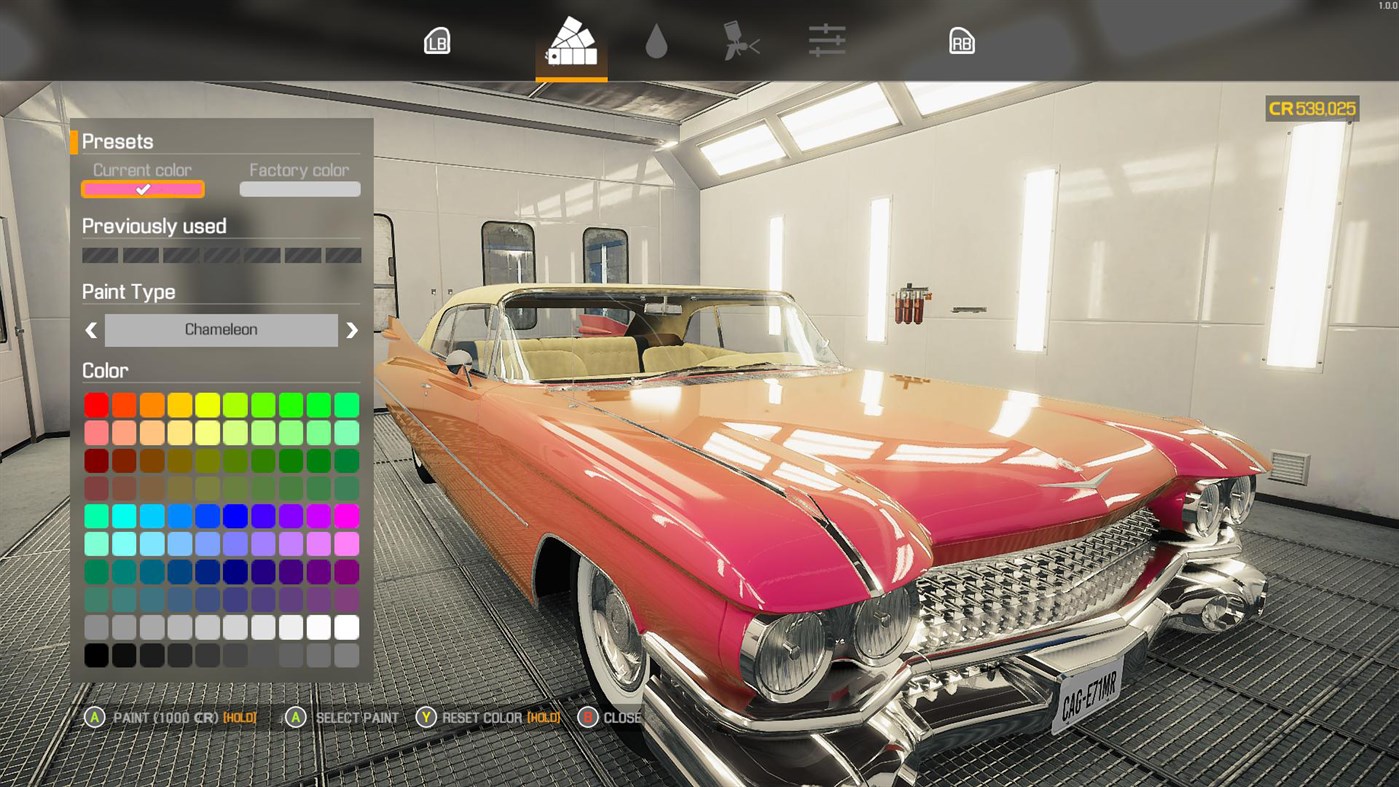 1.0.0
LB
RB
CR 539,025
Presets
Current color Factory color
Previously used
Paint Type
Chameleon
Color
A PAINT (1000 CR) [HOLD] A SELECT PAINT Y RESET COLOR [HOLD] B CLOSE
CAG-E71MR